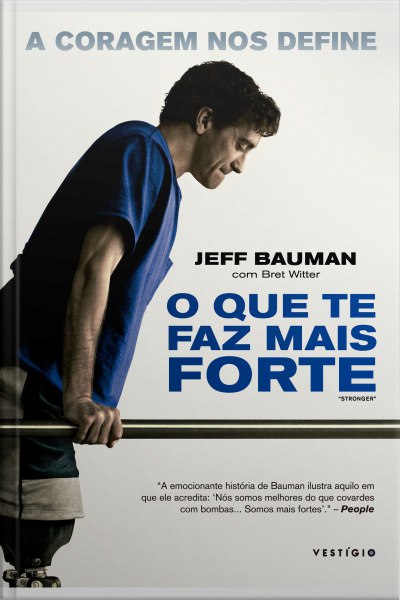 A CORAGEM NOS DEFINE
JEFF BAUMAN
com Bret Witter
O QUE TE
FAZ MAIS
FORTE
"STRONGER"
"A emocionante história de Bauman ilustra aquilo em
que ele acredita: ‘Nós somos melhores do que covardes
com bombas... Somos mais fortes’." – People
VESTÍGIO